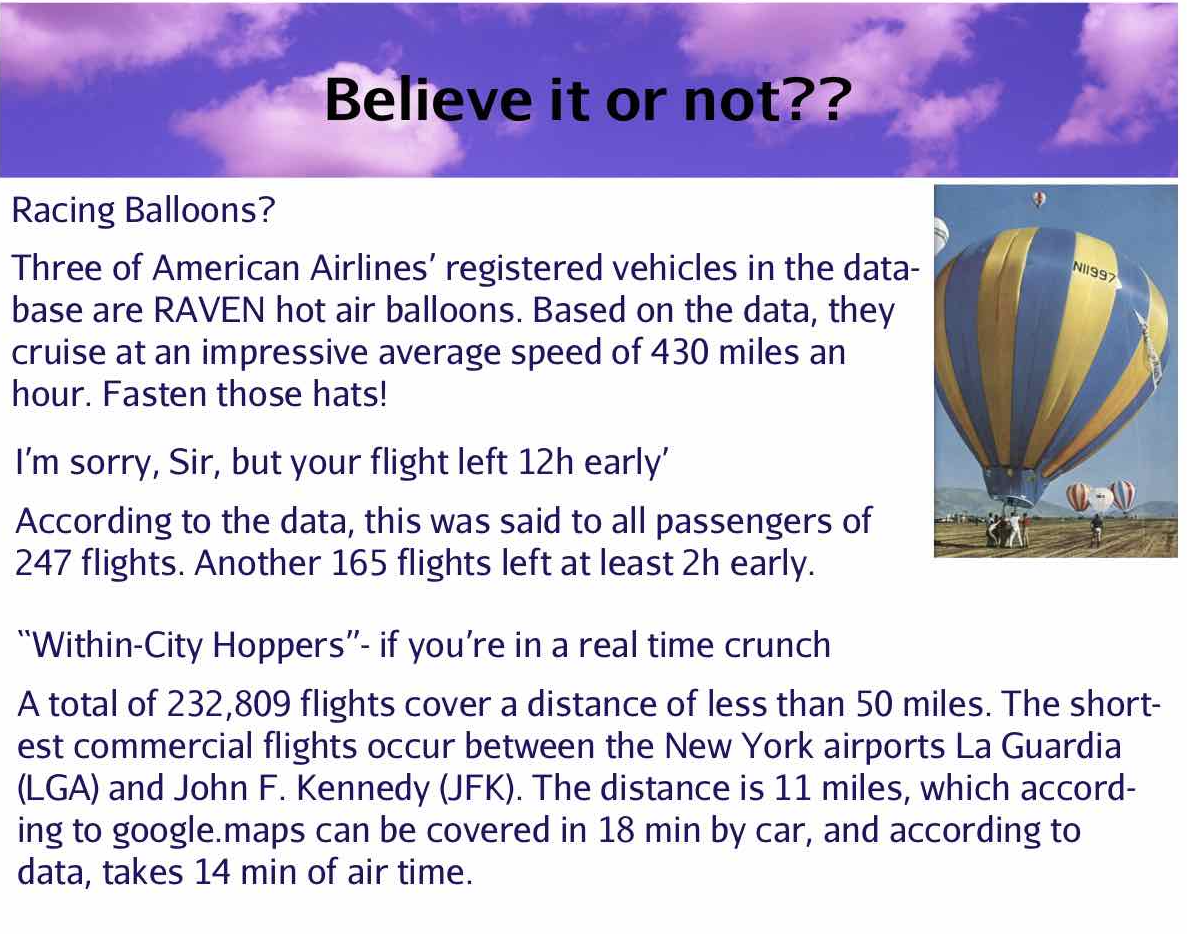 Believe it or not??
Racing Balloons?
Three of American Airlines’ registered vehicles in the data-
base are RAVEN hot air balloons. Based on the data, they
cruise at an impressive average speed of 430 miles an
hour. Fasten those hats!
N11997
I’m sorry, Sir, but your flight left 12h early’
According to the data, this was said to all passengers of
247 flights. Another 165 flights left at least 2h early.
“Within-City Hoppers”- if you’re in a real time crunch
A total of 232,809 flights cover a distance of less than 50 miles. The short-
est commercial flights occur between the New York airports La Guardia
(LGA) and John F. Kennedy (JFK). The distance is 11 miles, which accord-
ing to google.maps can be covered in 18 min by car, and according to
data, takes 14 min of air time.